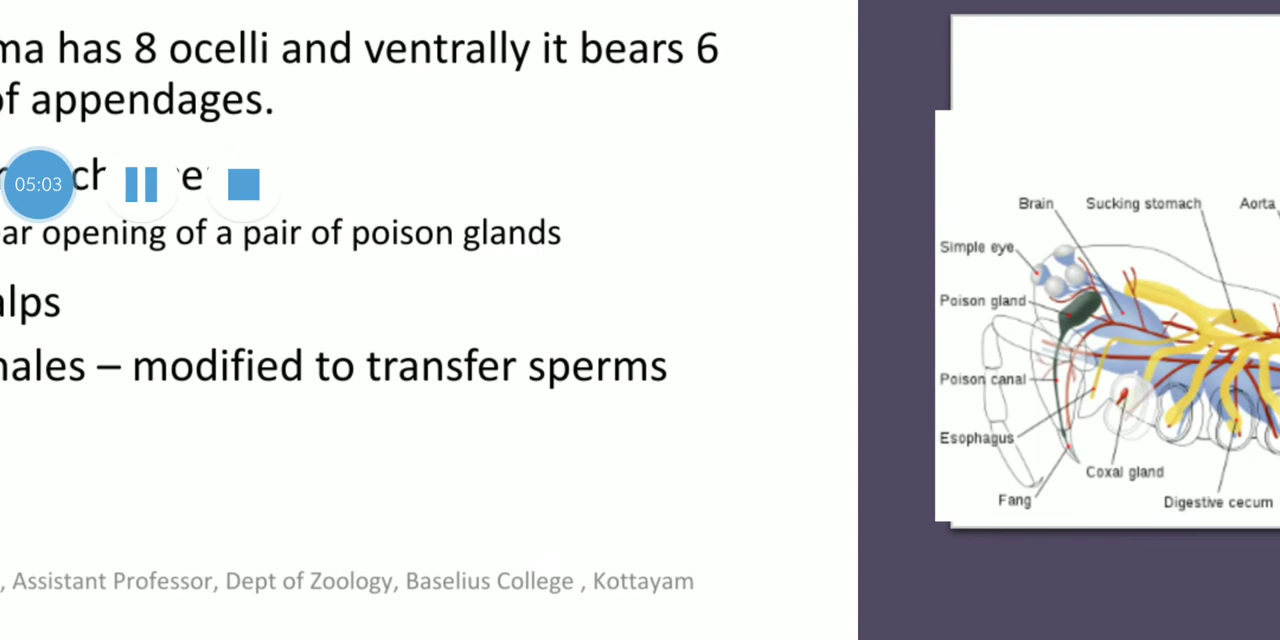 ma has 8 ocelli and ventrally it bears 6
of appendages.
05:03
ar opening of a pair of poison glands
alps
males – modified to transfer sperms
, Assistant Professor, Dept of Zoology, Baselius College , Kottayam
Brain Sucking stomach Aorta
Simple eye
Poison gland
Poison canal
Esophagus
Coxal gland
Fang
Digestive cecum